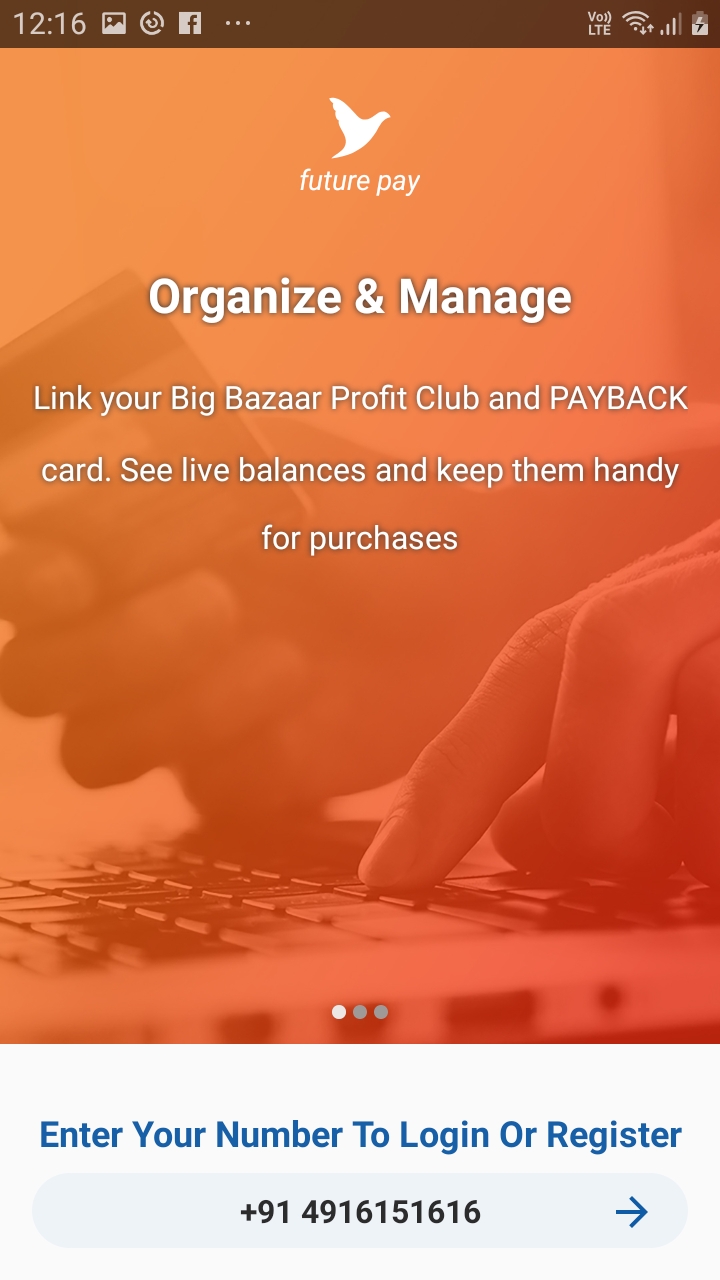 12:16
Vo))
LTE
future pay
Organize & Manage
Link your Big Bazaar Profit Club and PAYBACK
card. See live balances and keep them handy
for purchases
Enter Your Number To Login Or Register
+91 4916151616